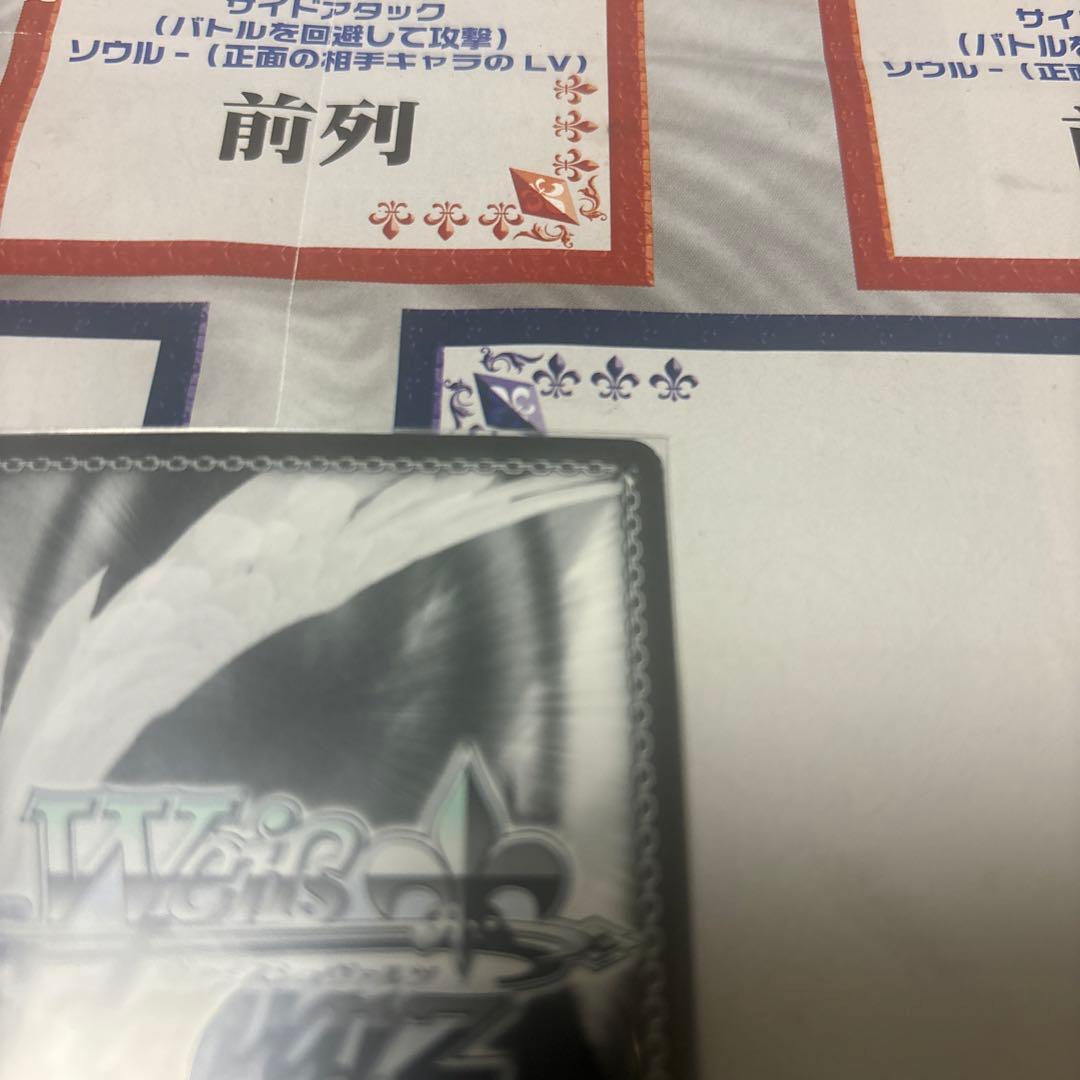 サイドアタック
(バトルを回避して攻撃)
ソウル - (正面の相手キャラのLV)
前列
サイ
(バトルを
ソウル - (正面
Weiß